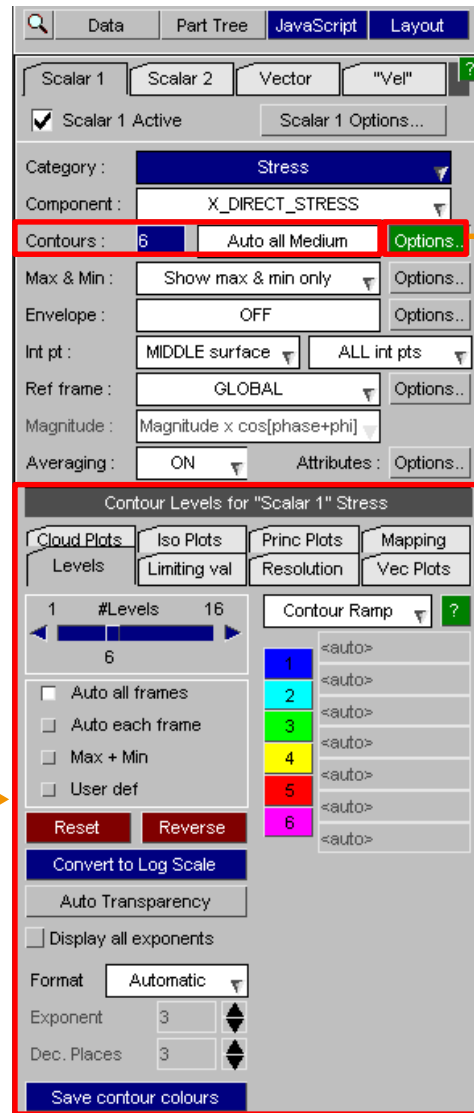 Data Part Tree JavaScript Layout
Scalar 1 Scalar 2 Vector "Vel" ?
Scalar 1 Active Scalar 1 Options...
Category : Stress
Component : X_DIRECT_STRESS
Contours : 6 Auto all Medium Options..
Max & Min : Show max & min only Options..
Envelope : OFF Options..
Int pt : MIDDLE surface ALL int pts
Ref frame : GLOBAL Options..
Magnitude : Magnitude x cos[phase+phi]
Averaging : ON Attributes : Options..
Contour Levels for "Scalar 1" Stress
Cloud Plots Iso Plots Princ Plots Mapping
Levels Limiting val Resolution Vec Plots
1 #Levels 16 Contour Ramp ?
6
<auto>
1
<auto>
2
<auto>
3
<auto>
4
<auto>
5
<auto>
6
<auto>
Auto all frames
Auto each frame
Max + Min
User def
Reset Reverse
Convert to Log Scale
Auto Transparency
Display all exponents
Format Automatic
Exponent 3
Dec. Places 3
Save contour colours